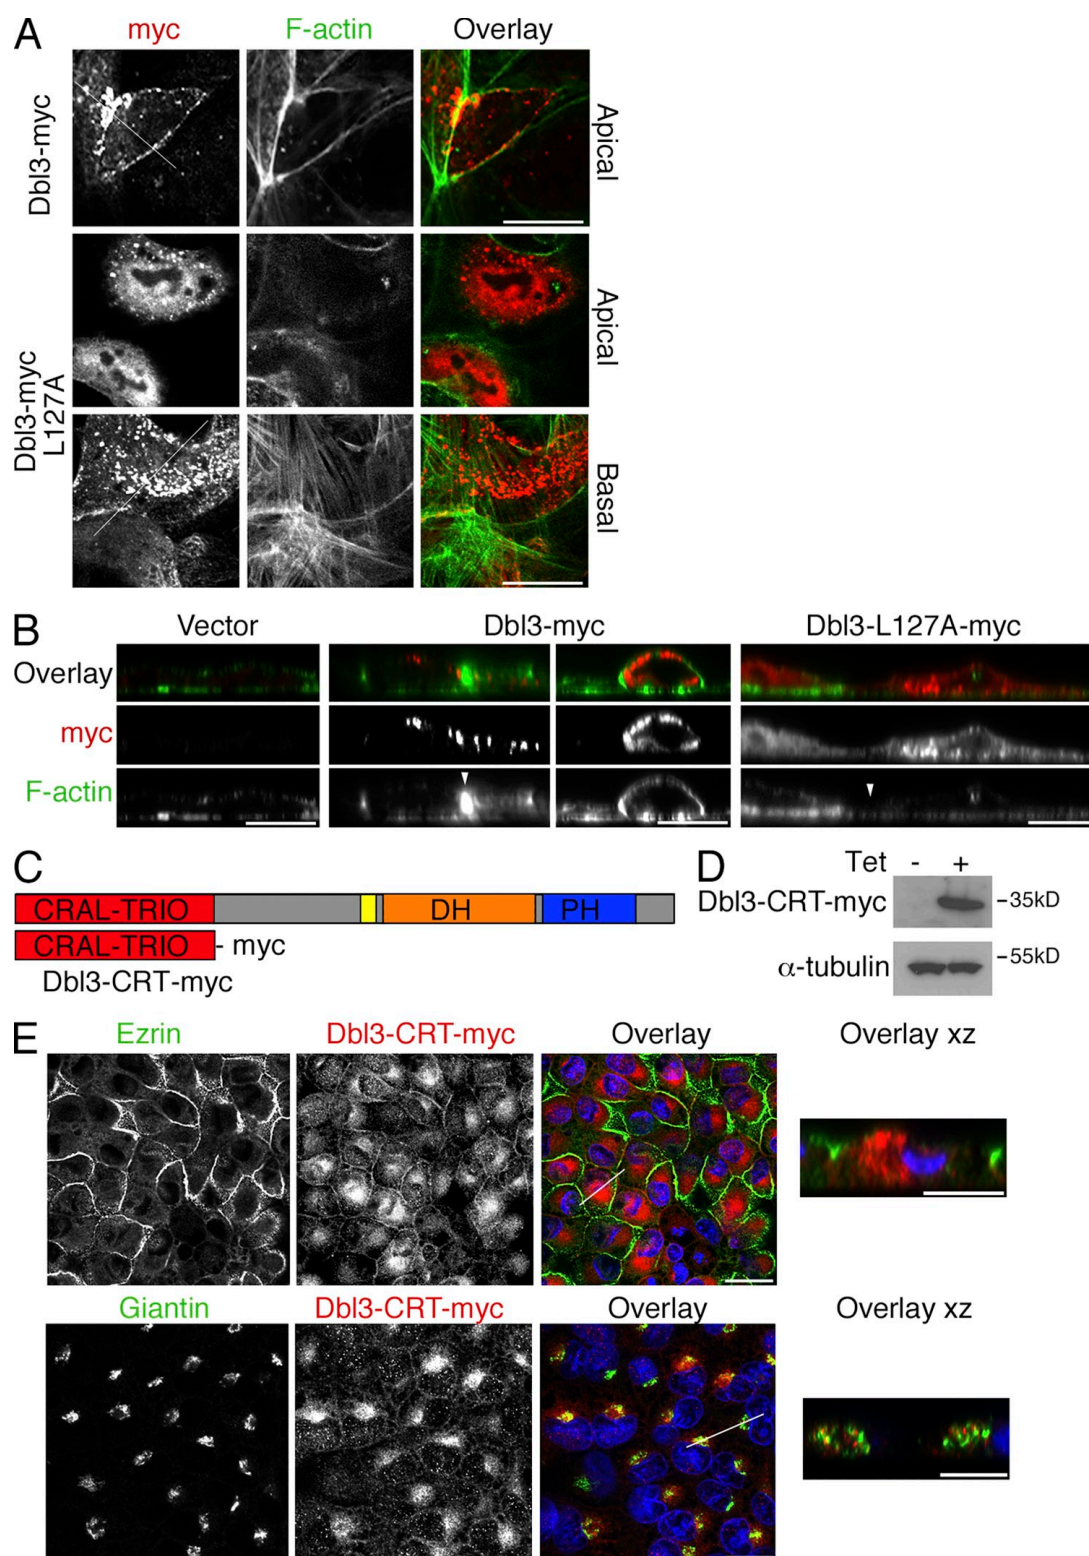 A
myc F-actin Overlay
Dbl3-myc
Apical
Dbl3-myc
L127A
Apical
Basal
B
Vector Dbl3-myc Dbl3-L127A-myc
Overlay
myc
F-actin
C
CRAL-TRIO DH PH
CRAL-TRIO - myc
Dbl3-CRT-myc
D
Tet - +
Dbl3-CRT-myc -35kD
α-tubulin -55kD
E
Ezrin Dbl3-CRT-myc Overlay Overlay xz
Giantin Dbl3-CRT-myc Overlay Overlay xz